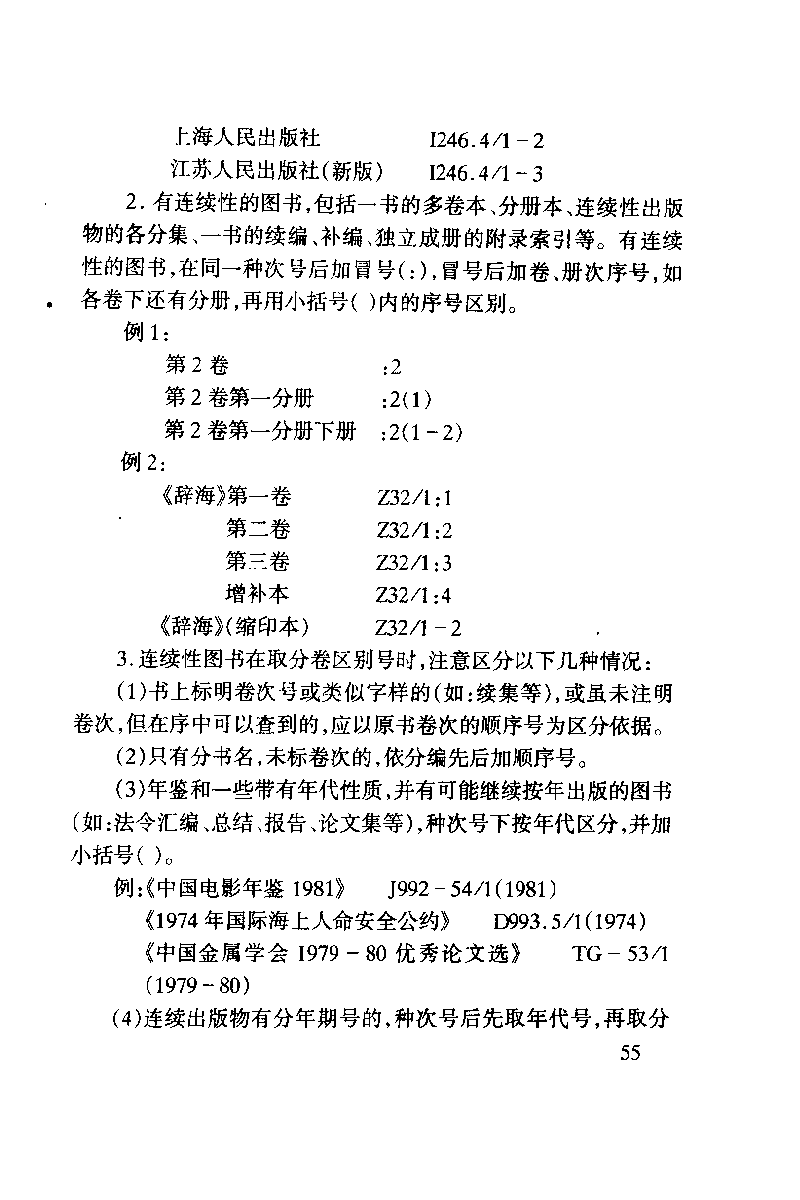 上海人民出版社 I246.4/1-2
江苏人民出版社(新版) I246.4/1-3
2. 有连续性的图书,包括一书的多卷本、分册本、连续性出版
物的各分集、一书的续编、补编、独立成册的附录索引等。有连续
性的图书,在同一种次号后加冒号(:),冒号后加卷、册次序号,如
各卷下还有分册,再用小括号( )内的序号区别。
例1:
第2卷 :2
第2卷第一分册 :2(1)
第2卷第一分册下册 :2(1-2)
例2:
《辞海》第一卷 Z32/1:1
第二卷 Z32/1:2
第三卷 Z32/1:3
增补本 Z32/1:4
《辞海》(缩印本) Z32/1-2
3.连续性图书在取分卷区别号时,注意区分以下几种情况:
(1)书上标明卷次号或类似字样的(如:续集等),或虽未注明
卷次,但在序中可以查到的,应以原书卷次的顺序号为区分依据。
(2)只有分书名,未标卷次的,依分编先后加顺序号。
(3)年鉴和一些带有年代性质,并有可能继续按年出版的图书
(如:法令汇编、总结、报告、论文集等),种次号下按年代区分,并加
小括号( )。
例:《中国电影年鉴1981》 J992-54/1(1981)
《1974年国际海上人命安全公约》 D993.5/1(1974)
《中国金属学会1979-80优秀论文选》 TG-53/1
(1979-80)
(4)连续出版物有分年期号的,种次号后先取年代号,再取分
55